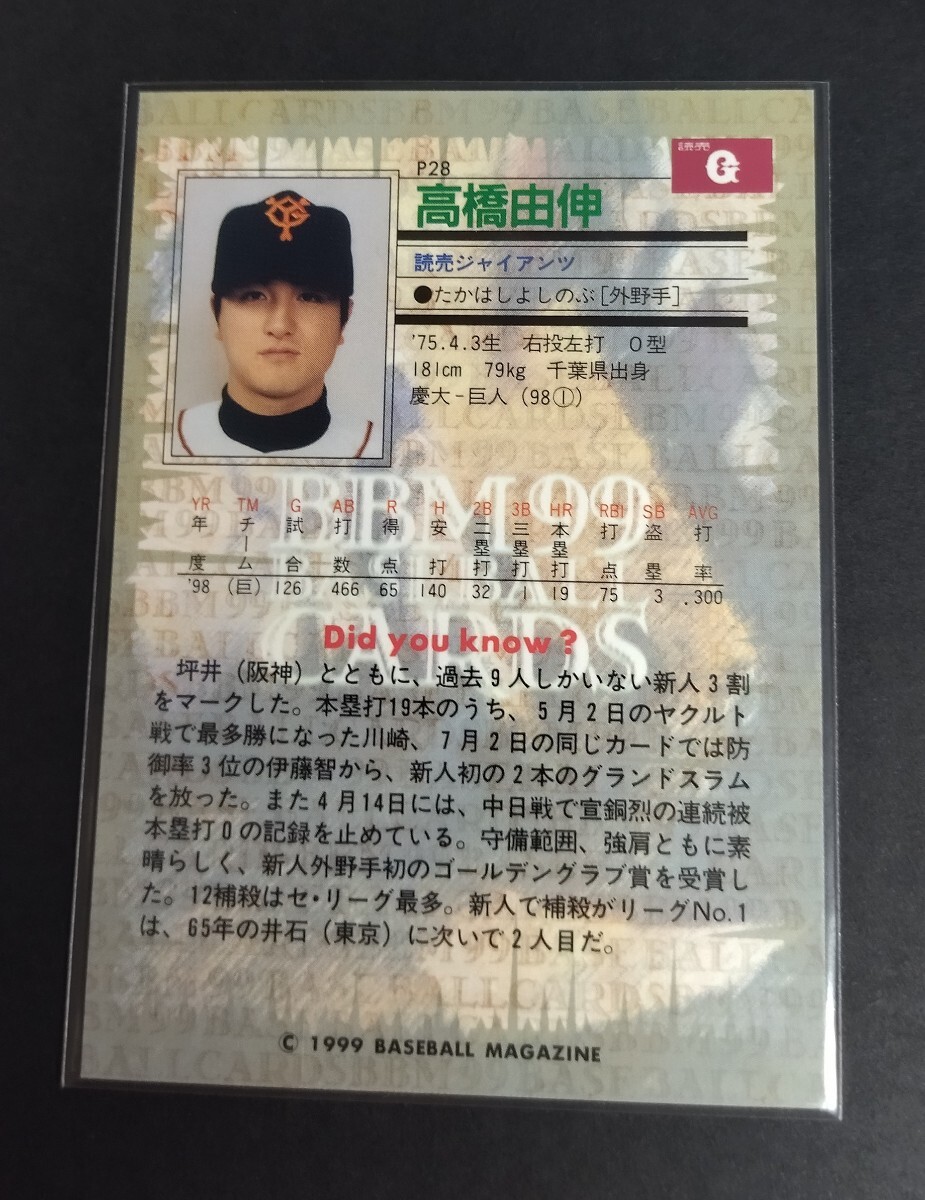 P28
高橋由伸
読売
G
読売ジャイアンツ
●たかはしよしのぶ[外野手]
'75.4.3生 右投左打 O型
181cm 79kg 千葉県出身
慶大-巨人(98①)
BBM 99
BASEBALL
CARDS
YR TM G AB R H 2B 3B HR RBI SB AVG
年度 チーム 試合 打数 得点 安打 二塁打 三塁打 本塁打 打点 盗塁 打率
'98 (巨) 126 466 65 140 32 1 19 75 3 .300
Did you know?
坪井(阪神)とともに、過去9人しかいない新人3割
をマークした。本塁打19本のうち、5月2日のヤクルト
戦で最多勝になった川崎、7月2日の同じカードでは防
御率3位の伊藤智から、新人初の2本のグランドスラム
を放った。また4月14日には、中日戦で宣銅烈の連続被
本塁打0の記録を止めている。守備範囲、強肩ともに素
晴らしく、新人外野手初のゴールデングラブ賞を受賞し
た。12補殺はセ・リーグ最多。新人で補殺がリーグNo.1
は、65年の井石(東京)に次いで2人目だ。
© 1999 BASEBALL MAGAZINE